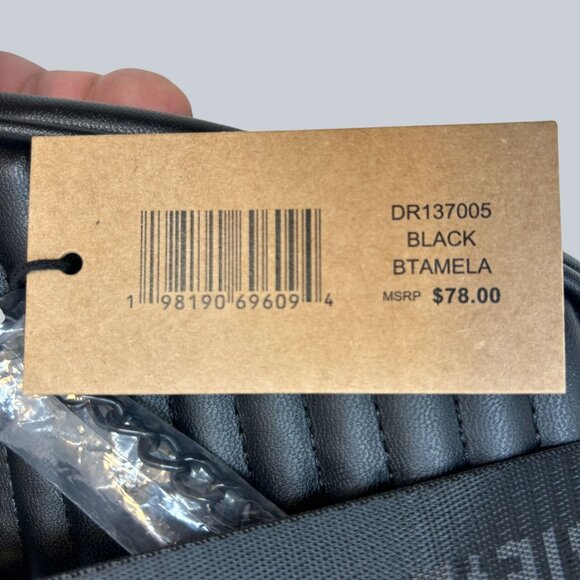 DR137005
BLACK
BTAMELA
MSRP $78.00
1 98190 69609 4